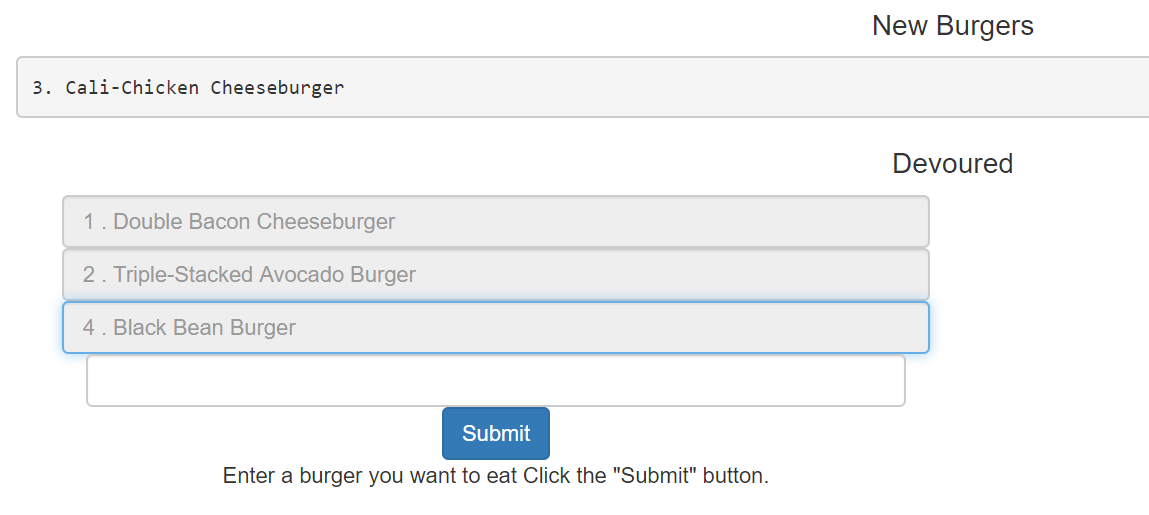 New Burgers
3. Cali-Chicken Cheeseburger
Devoured
1 . Double Bacon Cheeseburger
2 . Triple-Stacked Avocado Burger
4 . Black Bean Burger
Submit
Enter a burger you want to eat Click the "Submit" button.